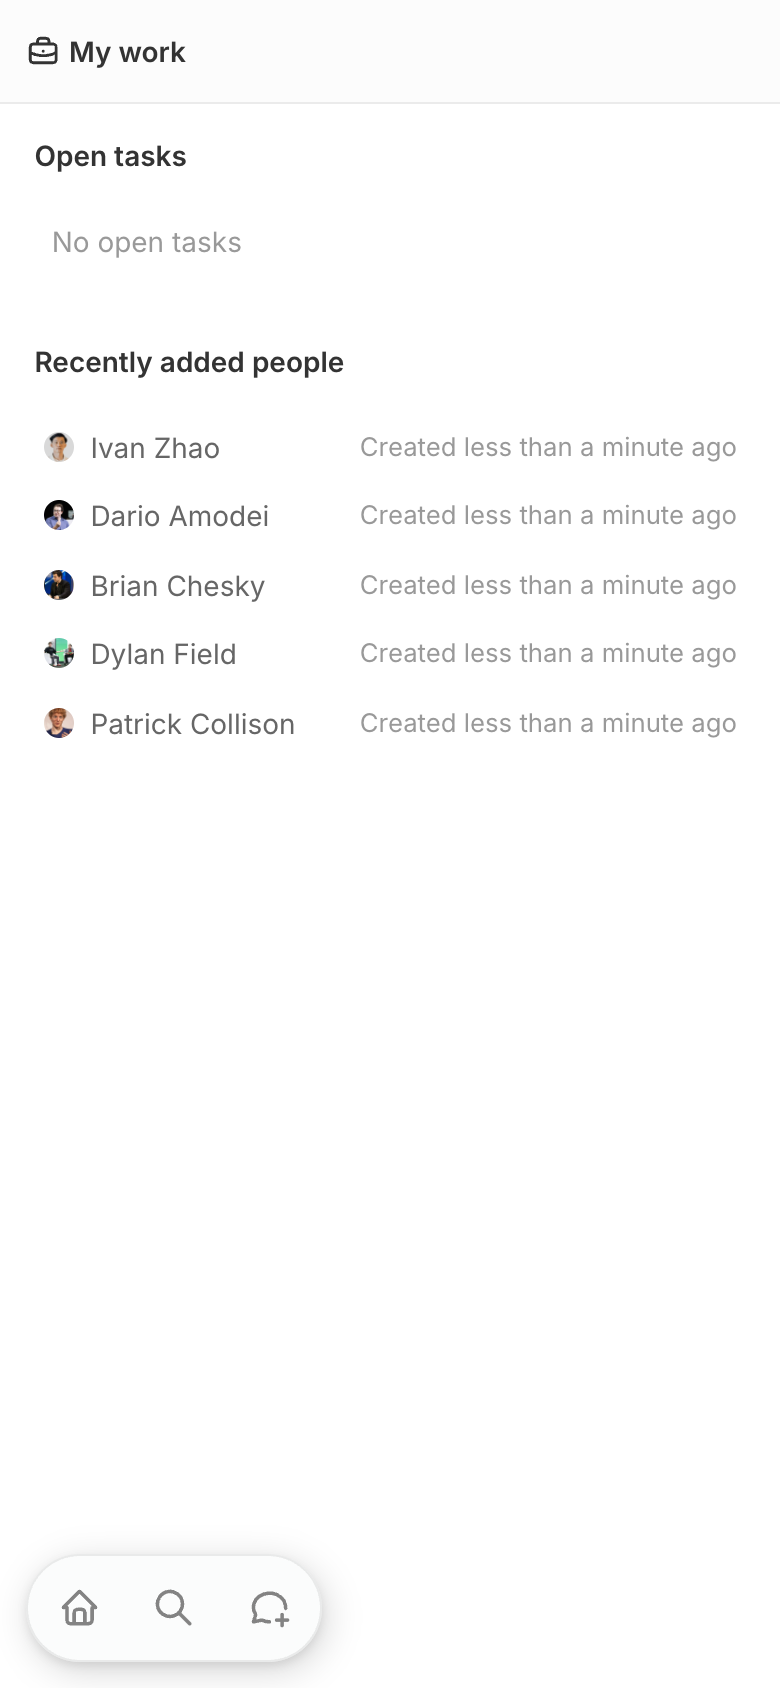 My work
Open tasks
No open tasks
Recently added people
Ivan Zhao Created less than a minute ago
Dario Amodei Created less than a minute ago
Brian Chesky Created less than a minute ago
Dylan Field Created less than a minute ago
Patrick Collison Created less than a minute ago